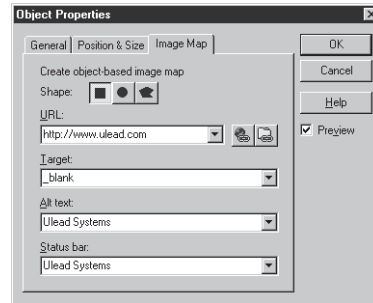 Object Properties
General Position & Size Image Map
Create object-based image map
Shape:
URL:
http://www.ulead.com
Target:
_blank
Alt text:
Ulead Systems
Status bar:
Ulead Systems
OK
Cancel
Help
Preview